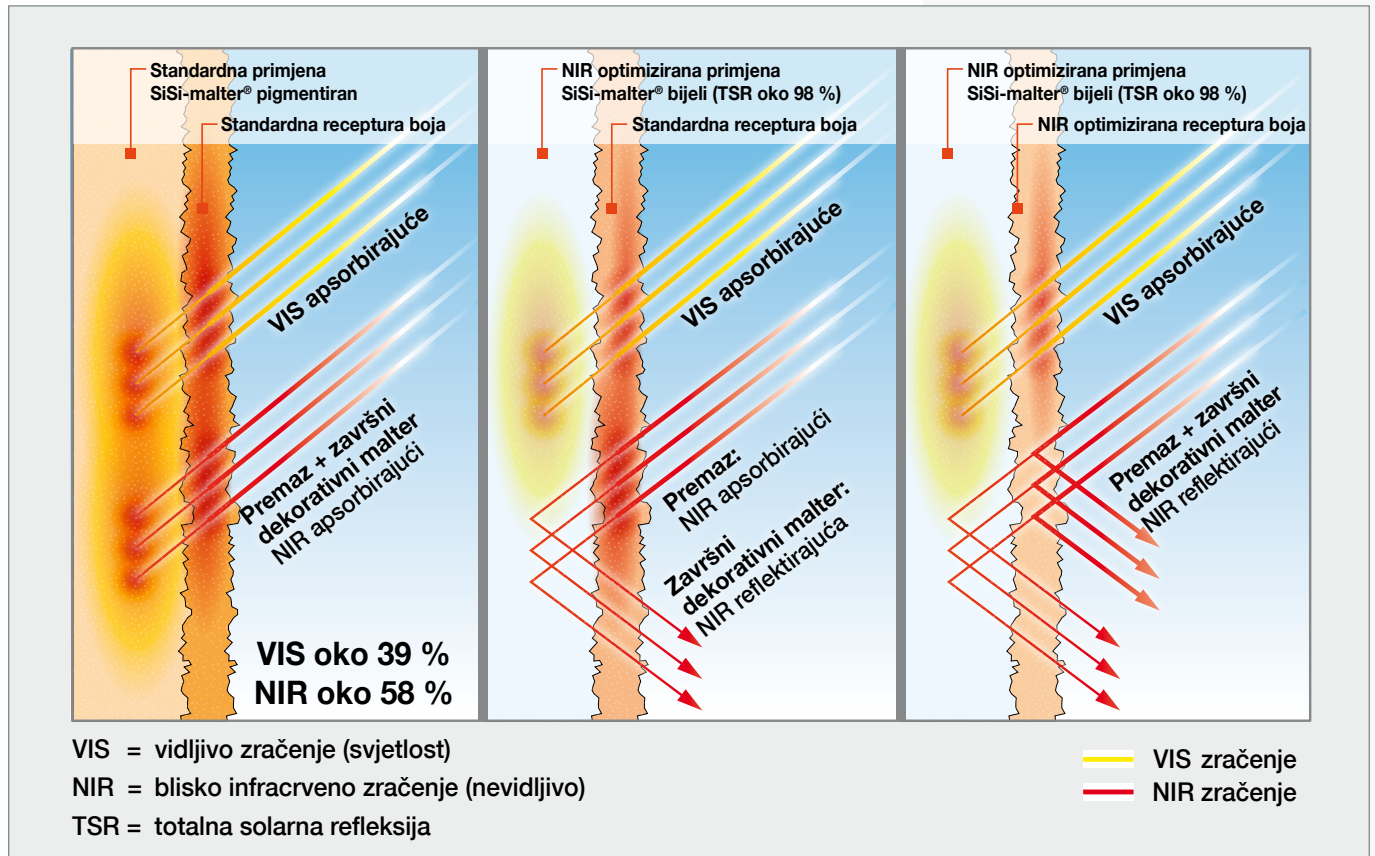 Standardna primjena
SiSi-malter® pigmentiran
Standardna receptura boja
VIS apsorbirajuće
Premaz + završni
dekorativni malter
NIR apsorbirajući
VIS oko 39 %
NIR oko 58 %
NIR optimizirana primjena
SiSi-malter® bijeli (TSR oko 98 %)
Standardna receptura boja
VIS apsorbirajuće
Premaz:
NIR apsorbirajući
Završni
dekorativni malter:
NIR reflektirajuća
NIR optimizirana primjena
SiSi-malter® bijeli (TSR oko 98 %)
NIR optimizirana receptura boja
VIS apsorbirajuće
Premaz + završni
dekorativni malter
NIR reflektirajući
VIS = vidljivo zračenje (svjetlost)
NIR = blisko infracrveno zračenje (nevidljivo)
TSR = totalna solarna refleksija
VIS zračenje
NIR zračenje